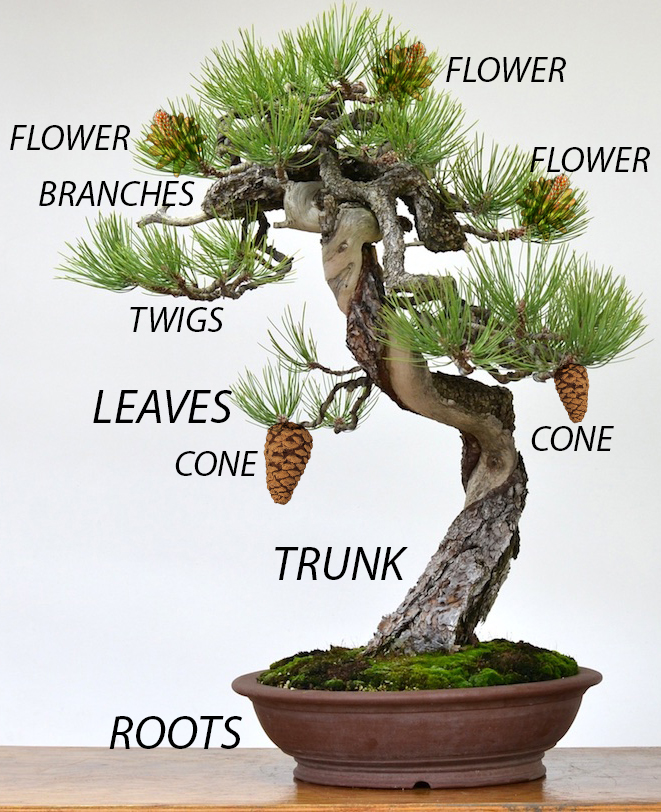 FLOWER
FLOWER
FLOWER
BRANCHES
TWIGS
LEAVES
CONE
CONE
TRUNK
ROOTS